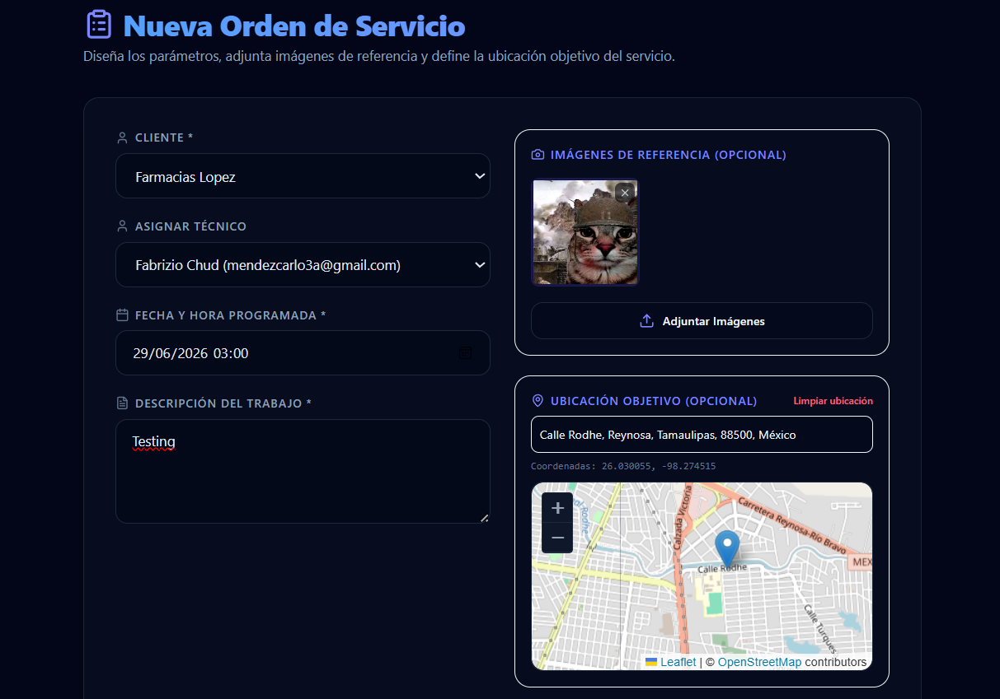 Nueva Orden de Servicio
Diseña los parámetros, adjunta imágenes de referencia y define la ubicación objetivo del servicio.
CLIENTE *
Farmacias Lopez
ASIGNAR TÉCNICO
Fabrizio Chud (mendezcarlo3a@gmail.com)
FECHA Y HORA PROGRAMADA *
29/06/2026 03:00
DESCRIPCIÓN DEL TRABAJO *
Testing
IMÁGENES DE REFERENCIA (OPCIONAL)
Adjuntar Imágenes
UBICACIÓN OBJETIVO (OPCIONAL)
Limpiar ubicación
Calle Rodhe, Reynosa, Tamaulipas, 88500, México
Coordenadas: 26.030055, -98.274515
+
−
Rodhe
Calzada Victoria
Carretera Reynosa-Río Bravo
MEX
Calle Rodhe
Calle Turques
Leaflet | © OpenStreetMap contributors